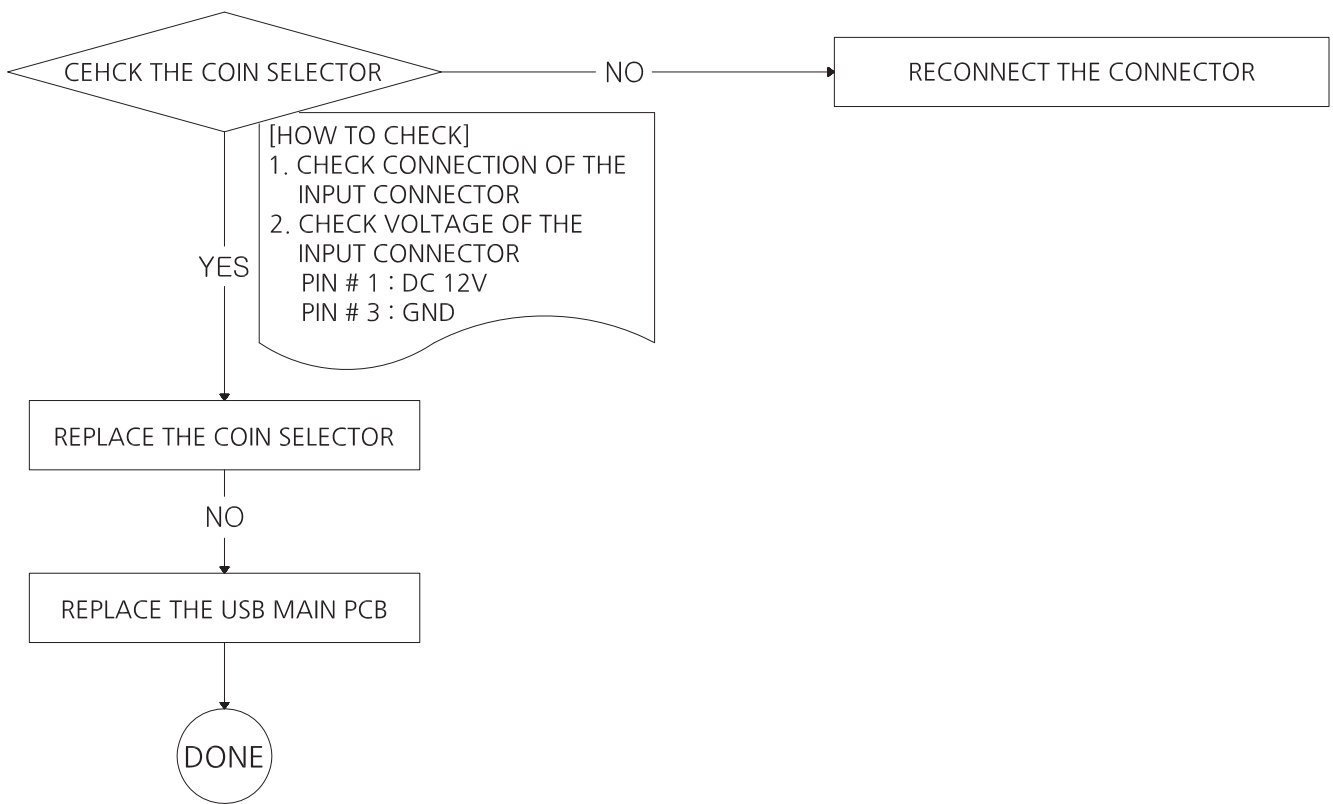 CEHCK THE COIN SELECTOR
NO
RECONNECT THE CONNECTOR
[HOW TO CHECK]
1. CHECK CONNECTION OF THE
INPUT CONNECTOR
2. CHECK VOLTAGE OF THE
INPUT CONNECTOR
PIN # 1 : DC 12V
PIN # 3 : GND
YES
REPLACE THE COIN SELECTOR
NO
REPLACE THE USB MAIN PCB
DONE